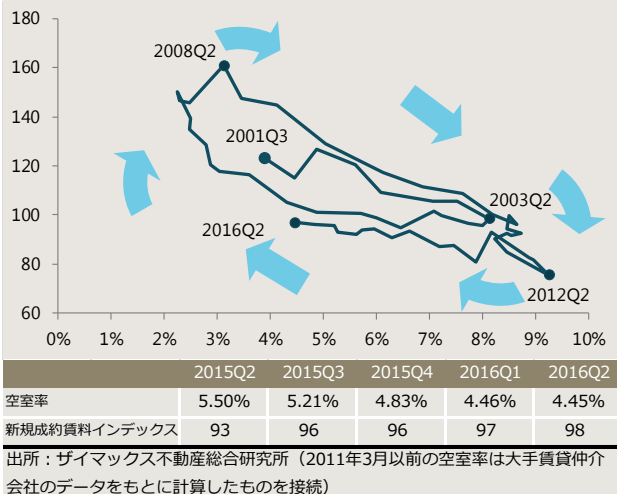 180
160
140
120
100
80
60
2008Q2
2001Q3
2003Q2
2016Q2
2012Q2
0% 1% 2% 3% 4% 5% 6% 7% 8% 9% 10%
2015Q2 2015Q3 2015Q4 2016Q1 2016Q2
空室率 5.50% 5.21% 4.83% 4.46% 4.45%
新規成約賃料インデックス 93 96 96 97 98
出所:ザイマックス不動産総合研究所(2011年3月以前の空室率は大手賃貸仲介
会社のデータをもとに計算したものを接続)